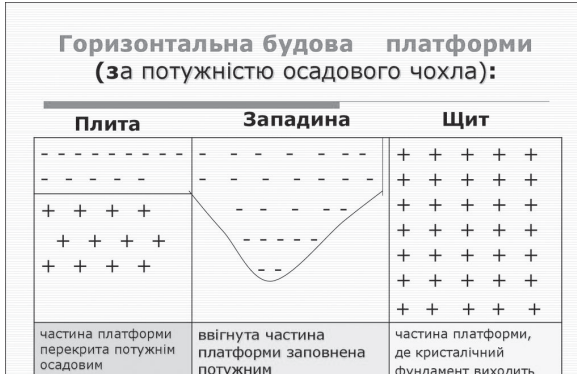 Горизонтальна будова платформи
(за потужністю осадового чохла):
Плита Западина Щит
частина платформи
перекрита потужнім
осадовим
ввігнута частина
платформи заповнена
потужним
частина платформи,
де кристалічний
фундамент виходить